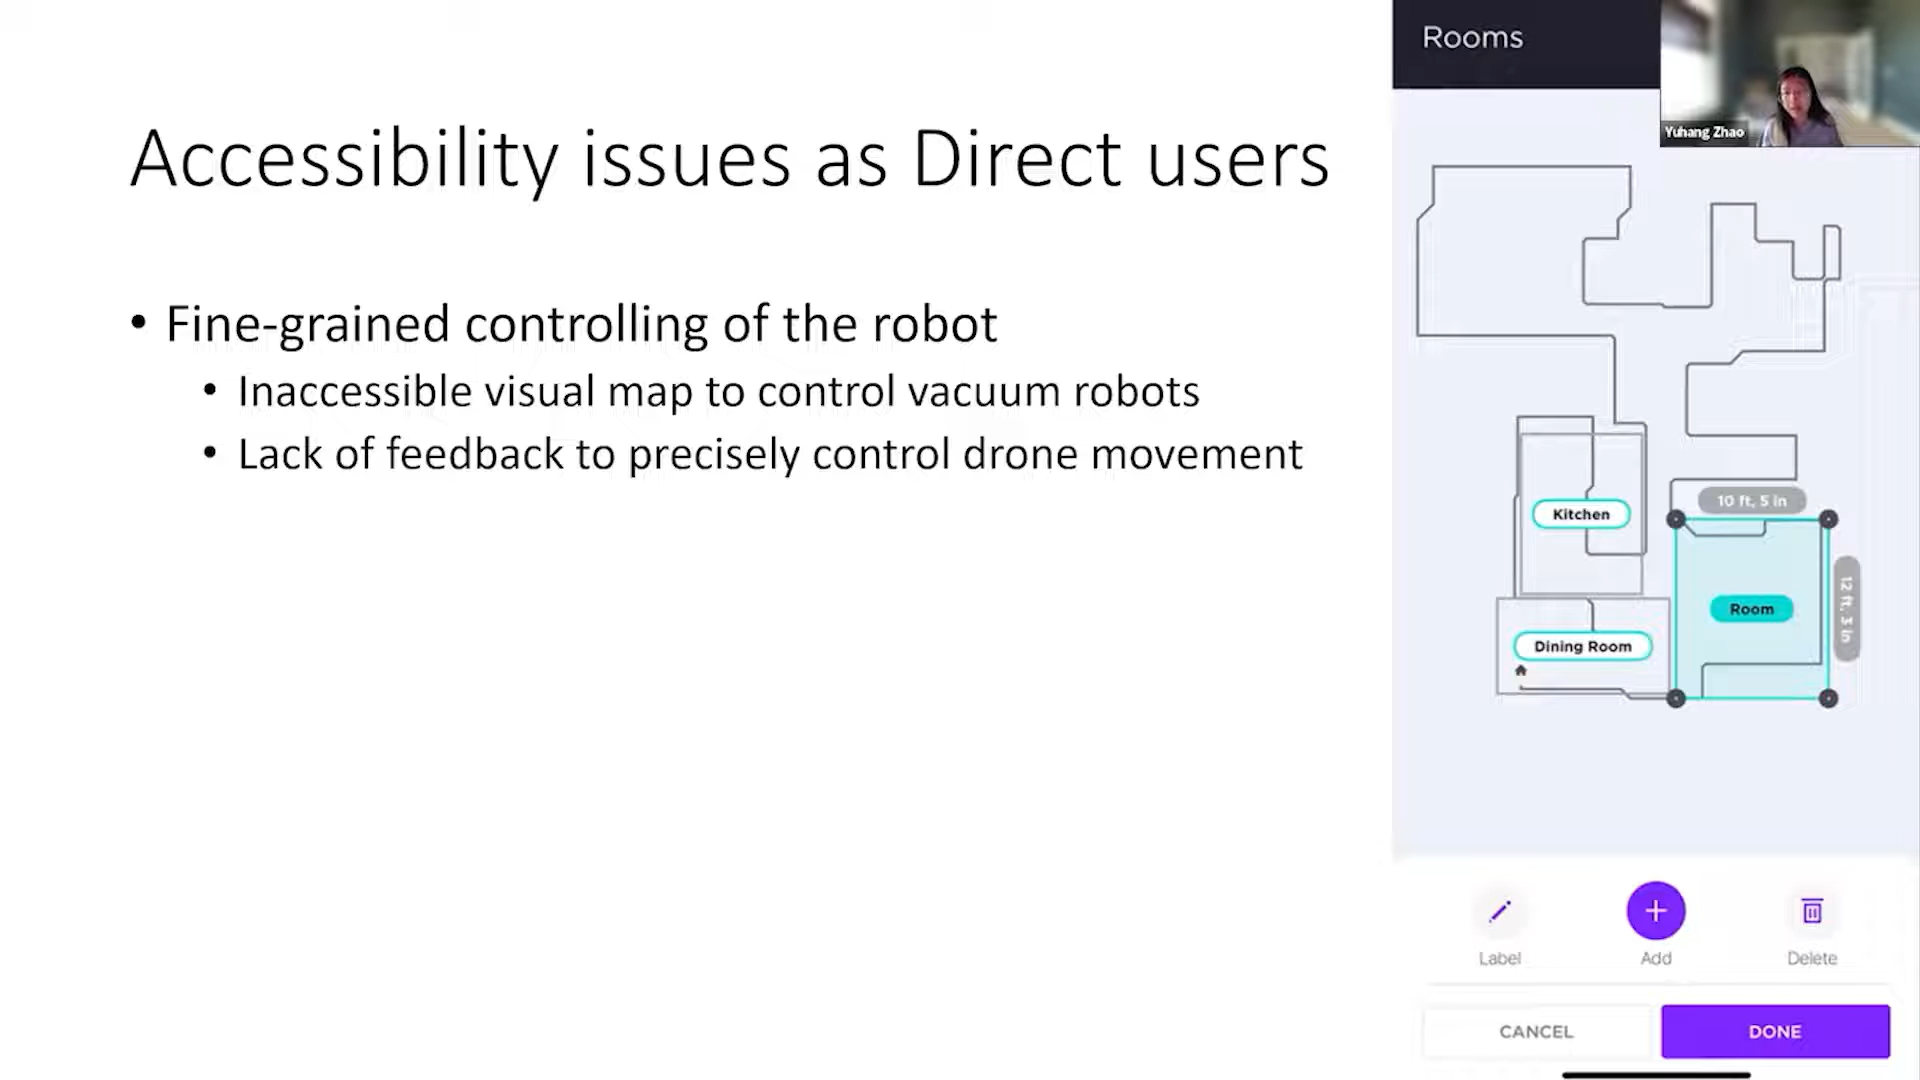 Accessibility issues as Direct users
• Fine-grained controlling of the robot
• Inaccessible visual map to control vacuum robots
• Lack of feedback to precisely control drone movement
Rooms
Yuhang Zhao
10 ft, 5 in
Kitchen
12 ft, 3 in
Room
Dining Room
Label
Add
Delete
CANCEL
DONE